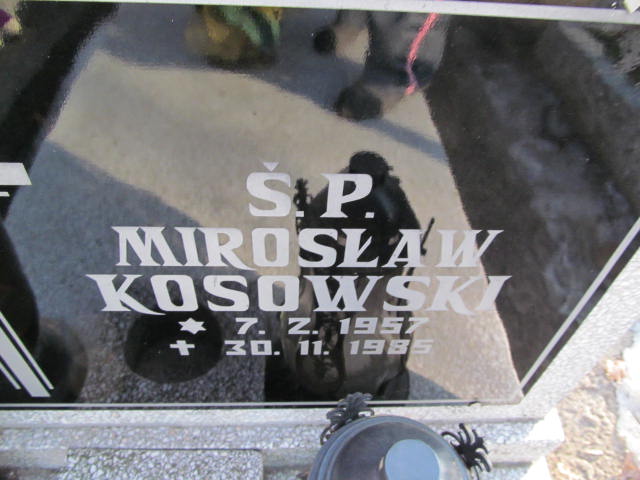 Š. P.
MIROSŁAW
KOSOWSKI
✶ 7. 2. 1957
✝ 30. 11. 1985